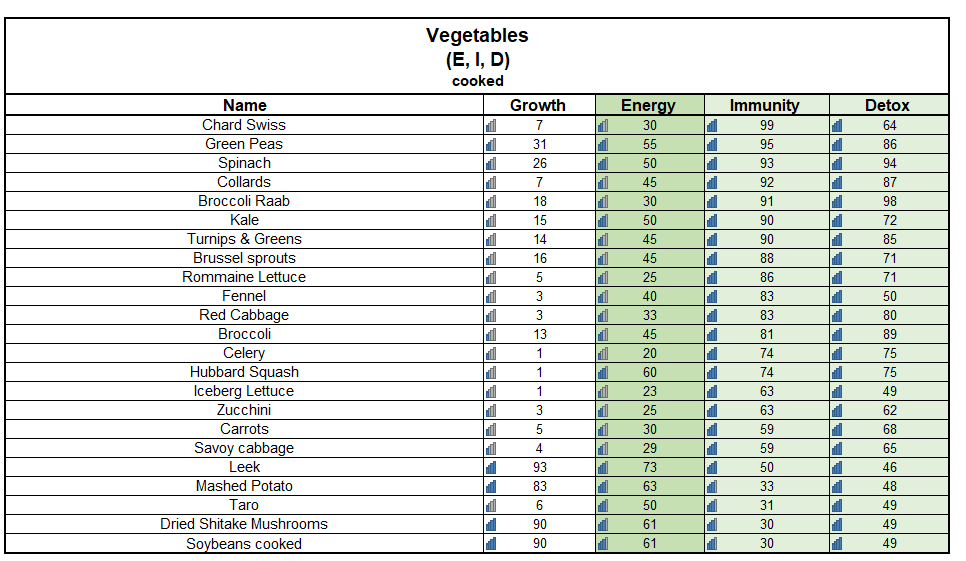 Vegetables
(E, I, D)
cooked
Name Growth Energy Immunity Detox
Chard Swiss 7 30 99 64
Green Peas 31 55 95 86
Spinach 26 50 93 94
Collards 7 45 92 87
Broccoli Raab 18 30 91 98
Kale 15 50 90 72
Turnips & Greens 14 45 90 85
Brussel sprouts 16 45 88 71
Rommaine Lettuce 5 25 86 71
Fennel 3 40 83 50
Red Cabbage 3 33 83 80
Broccoli 13 45 81 89
Celery 1 20 74 75
Hubbard Squash 1 60 74 75
Iceberg Lettuce 1 23 63 49
Zucchini 3 25 63 62
Carrots 5 30 59 68
Savoy cabbage 4 29 59 65
Leek 93 73 50 46
Mashed Potato 83 63 33 48
Taro 6 50 31 49
Dried Shitake Mushrooms 90 61 30 49
Soybeans cooked 90 61 30 49